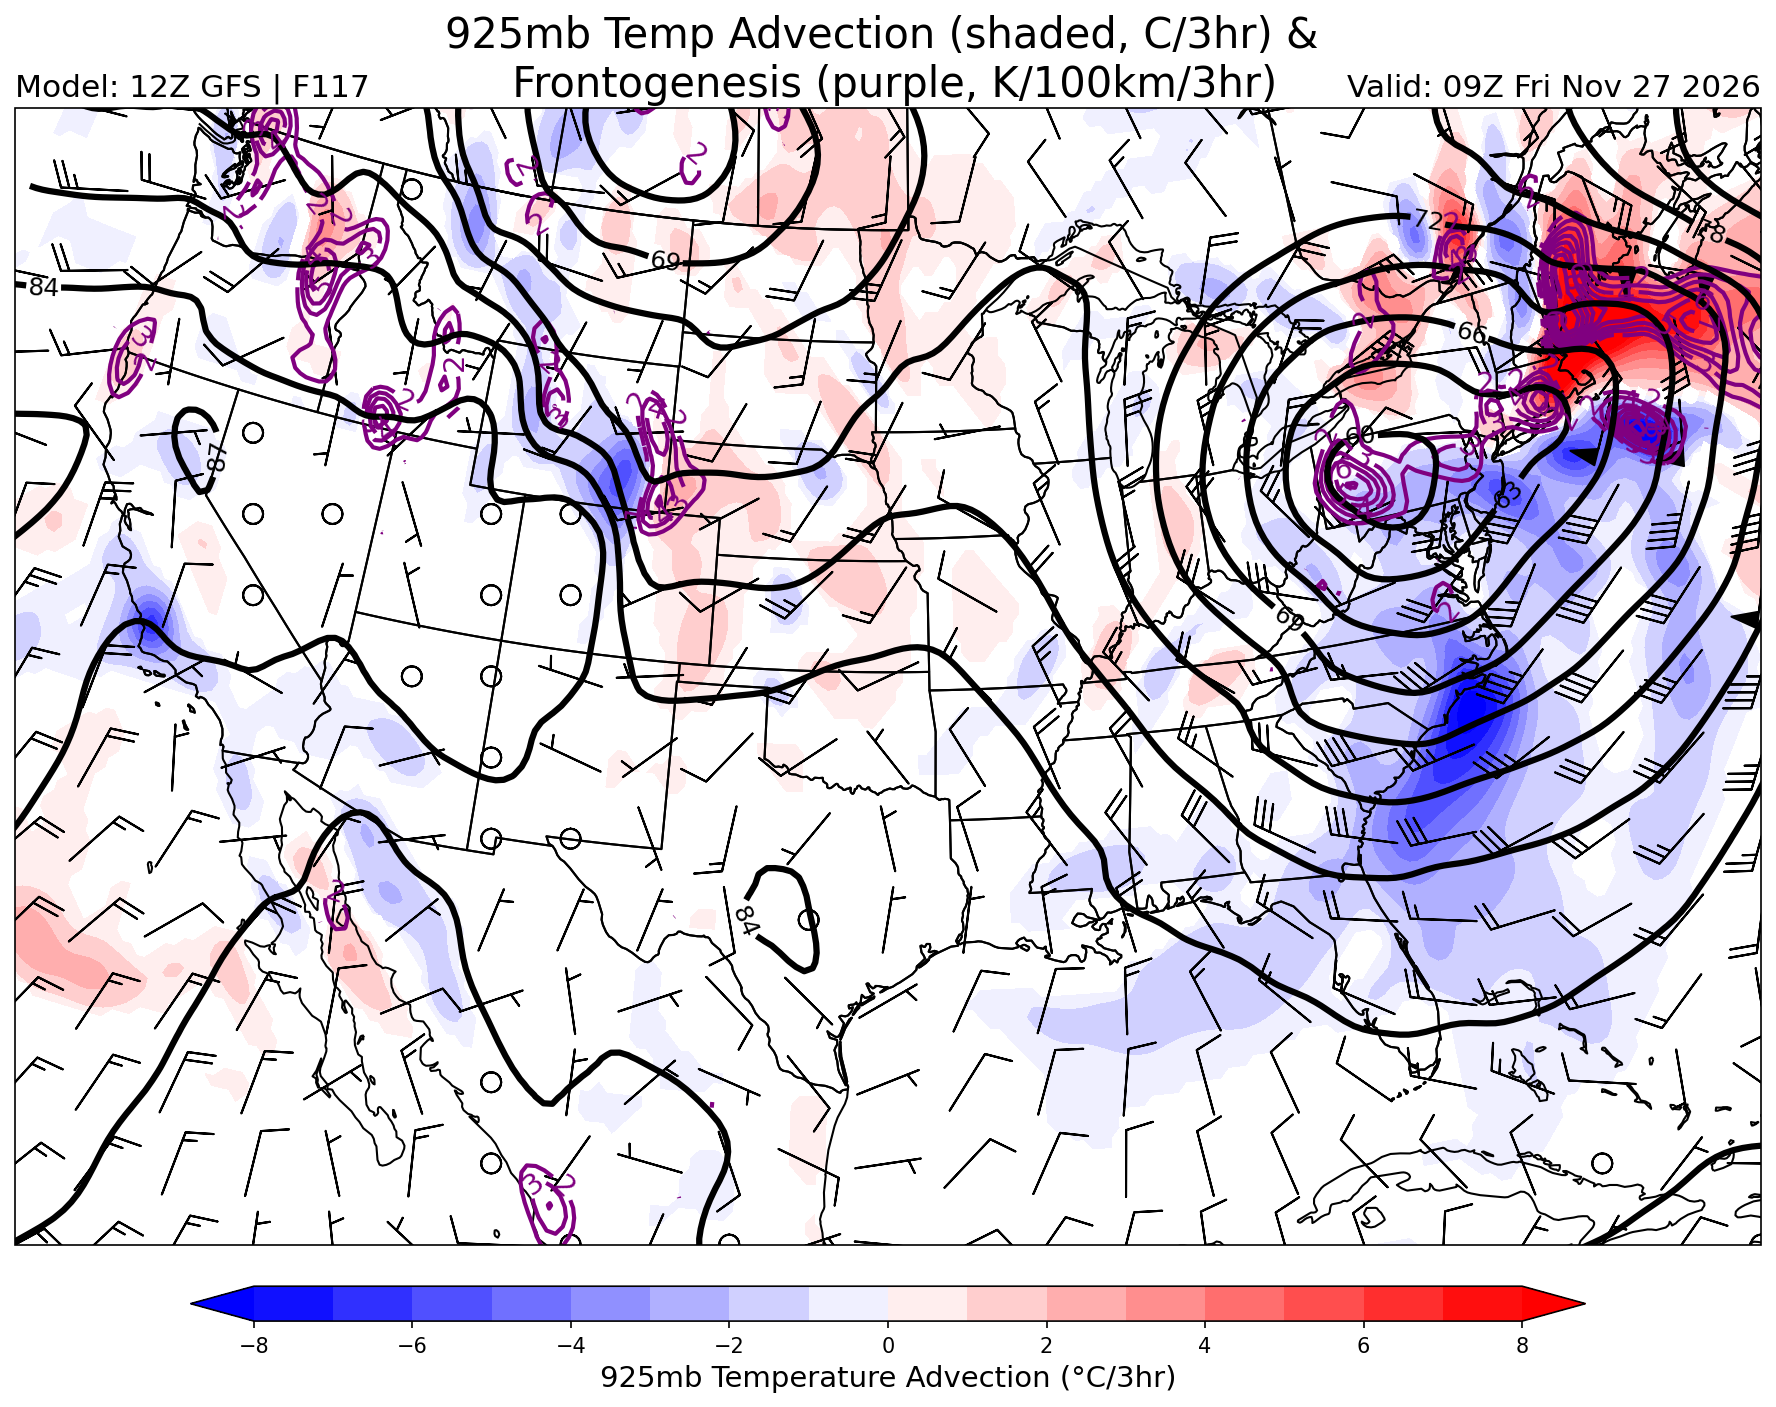 925mb Temp Advection (shaded, C/3hr) &
Frontogenesis (purple, K/100km/3hr)
Model: 12Z GFS | F117
Valid: 09Z Fri Nov 27 2026
84
69
87
84
72
78
66
60
63
69
−8 −6 −4 −2 0 2 4 6 8
925mb Temperature Advection (°C/3hr)